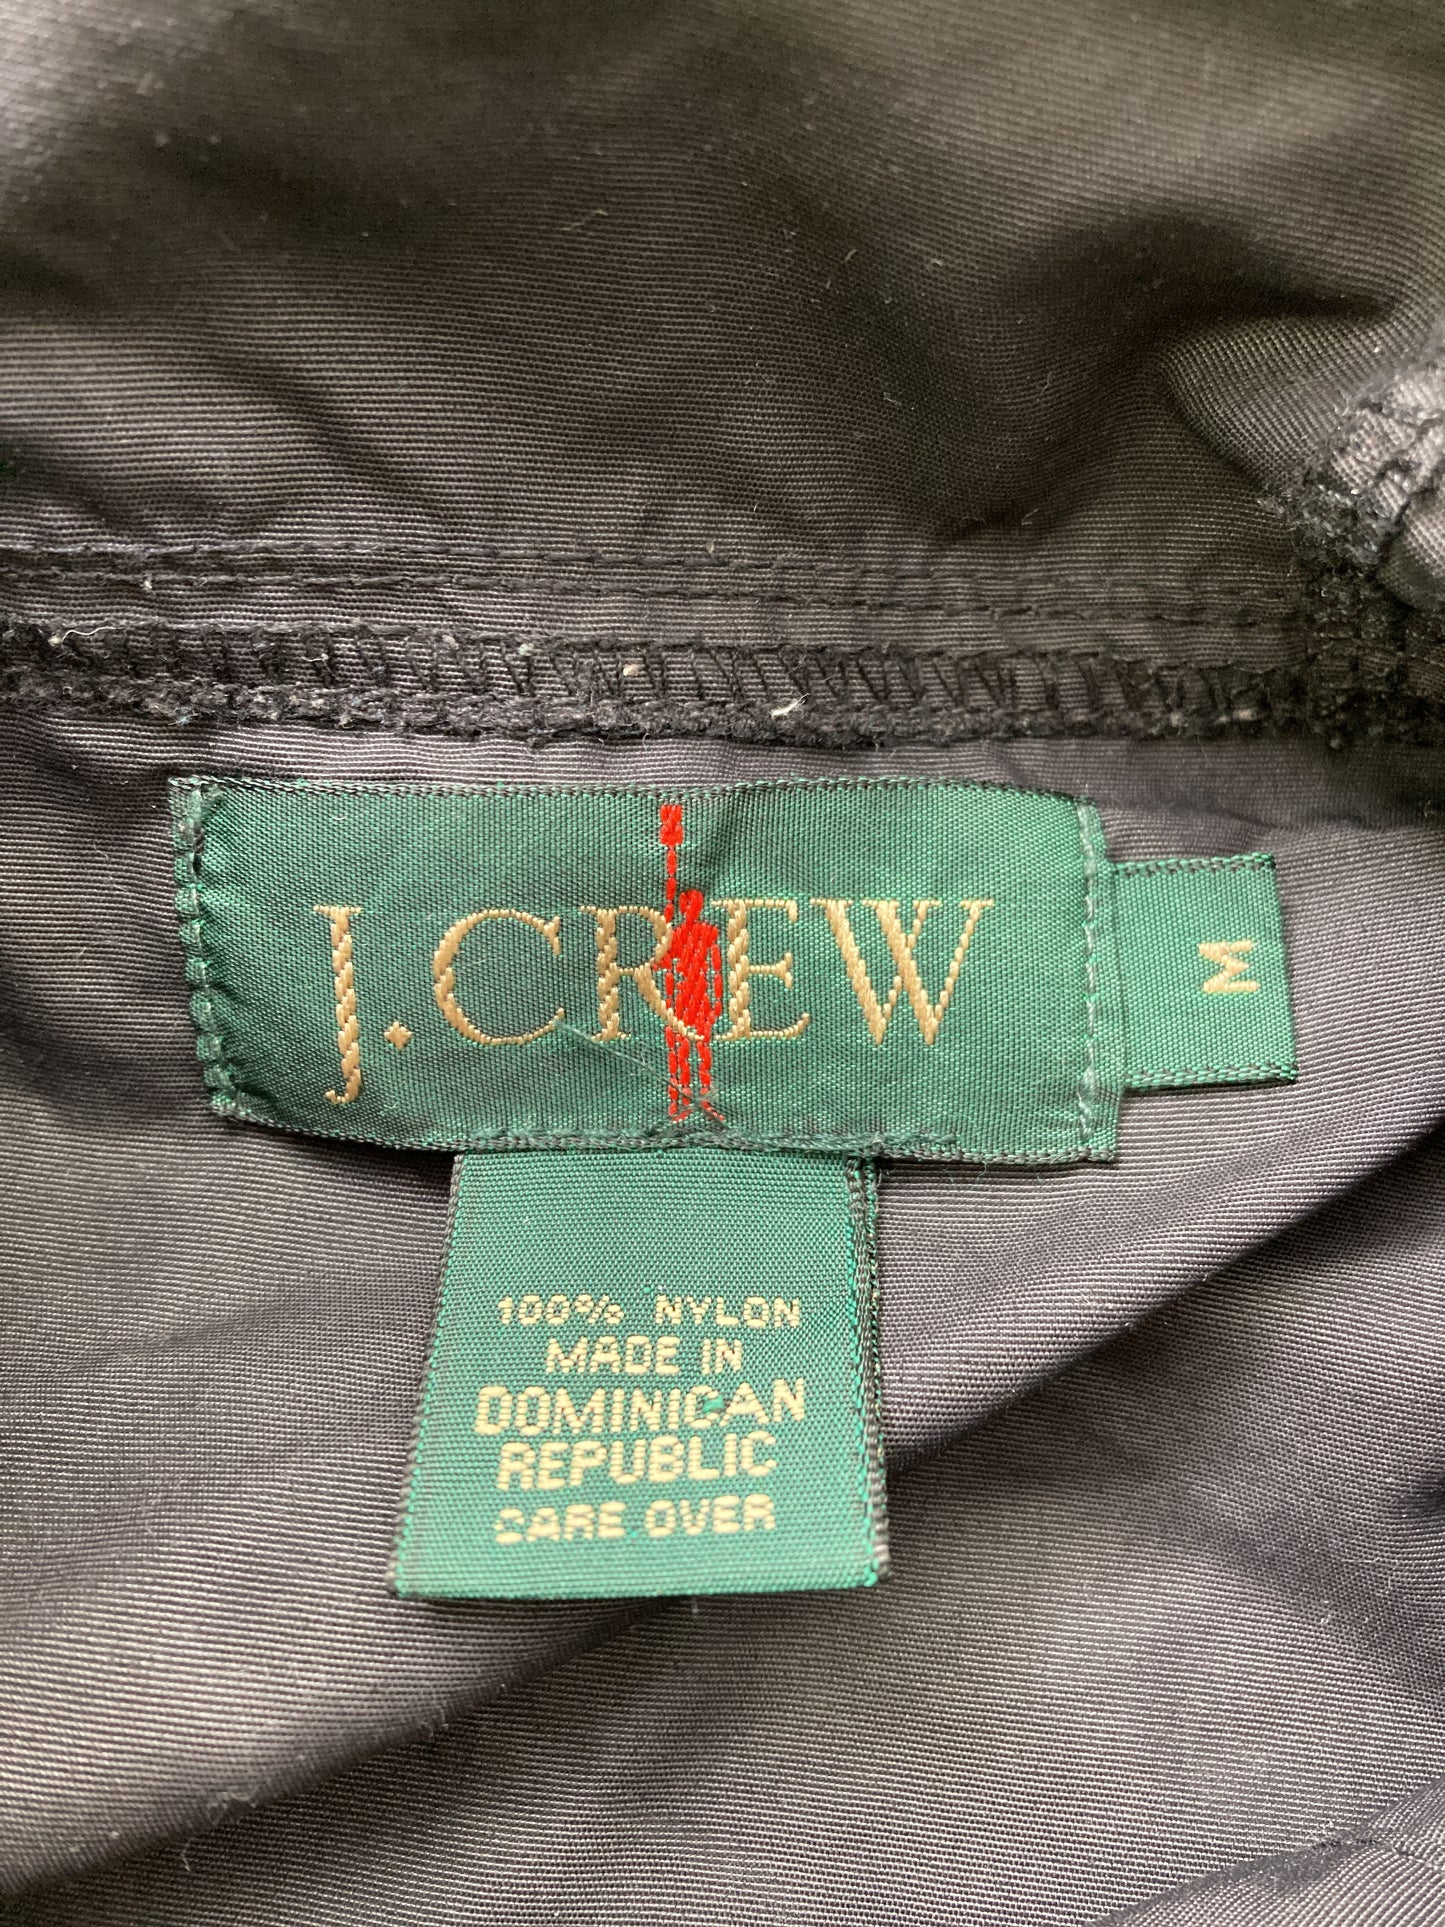 J.CREW
M
100% NYLON
MADE IN
DOMINICAN
REPUBLIC
CARE OVER